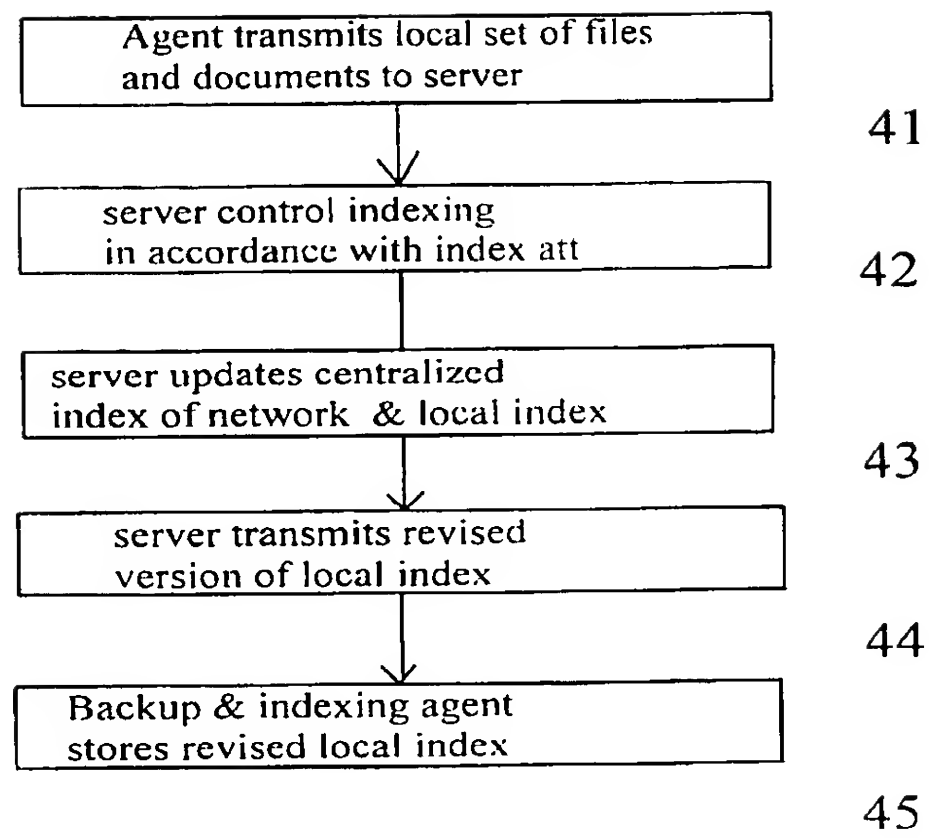 Agent transmits local set of files
and documents to server
41
server control indexing
in accordance with index att
42
server updates centralized
index of network & local index
43
server transmits revised
version of local index
44
Backup & indexing agent
stores revised local index
45